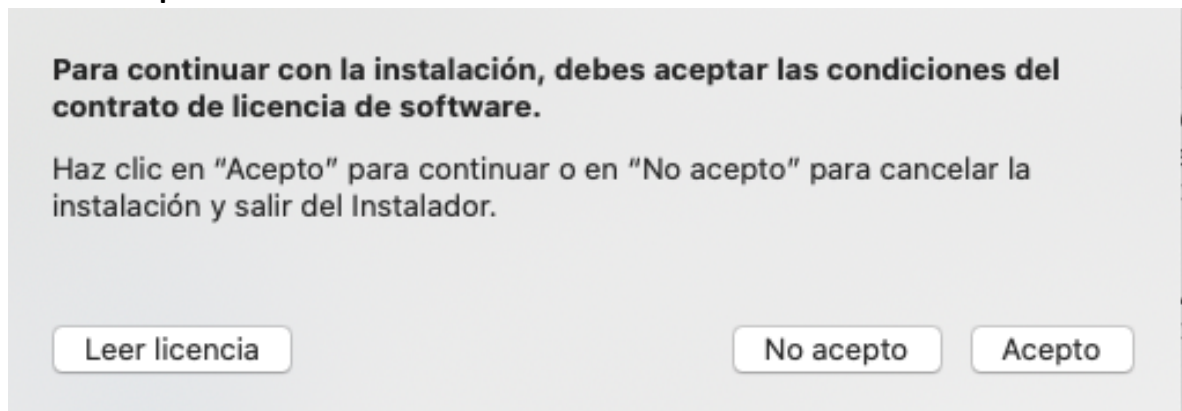 Para continuar con la instalación, debes aceptar las condiciones del
contrato de licencia de software.
Haz clic en "Acepto" para continuar o en "No acepto" para cancelar la
instalación y salir del Instalador.
Leer licencia
No acepto
Acepto